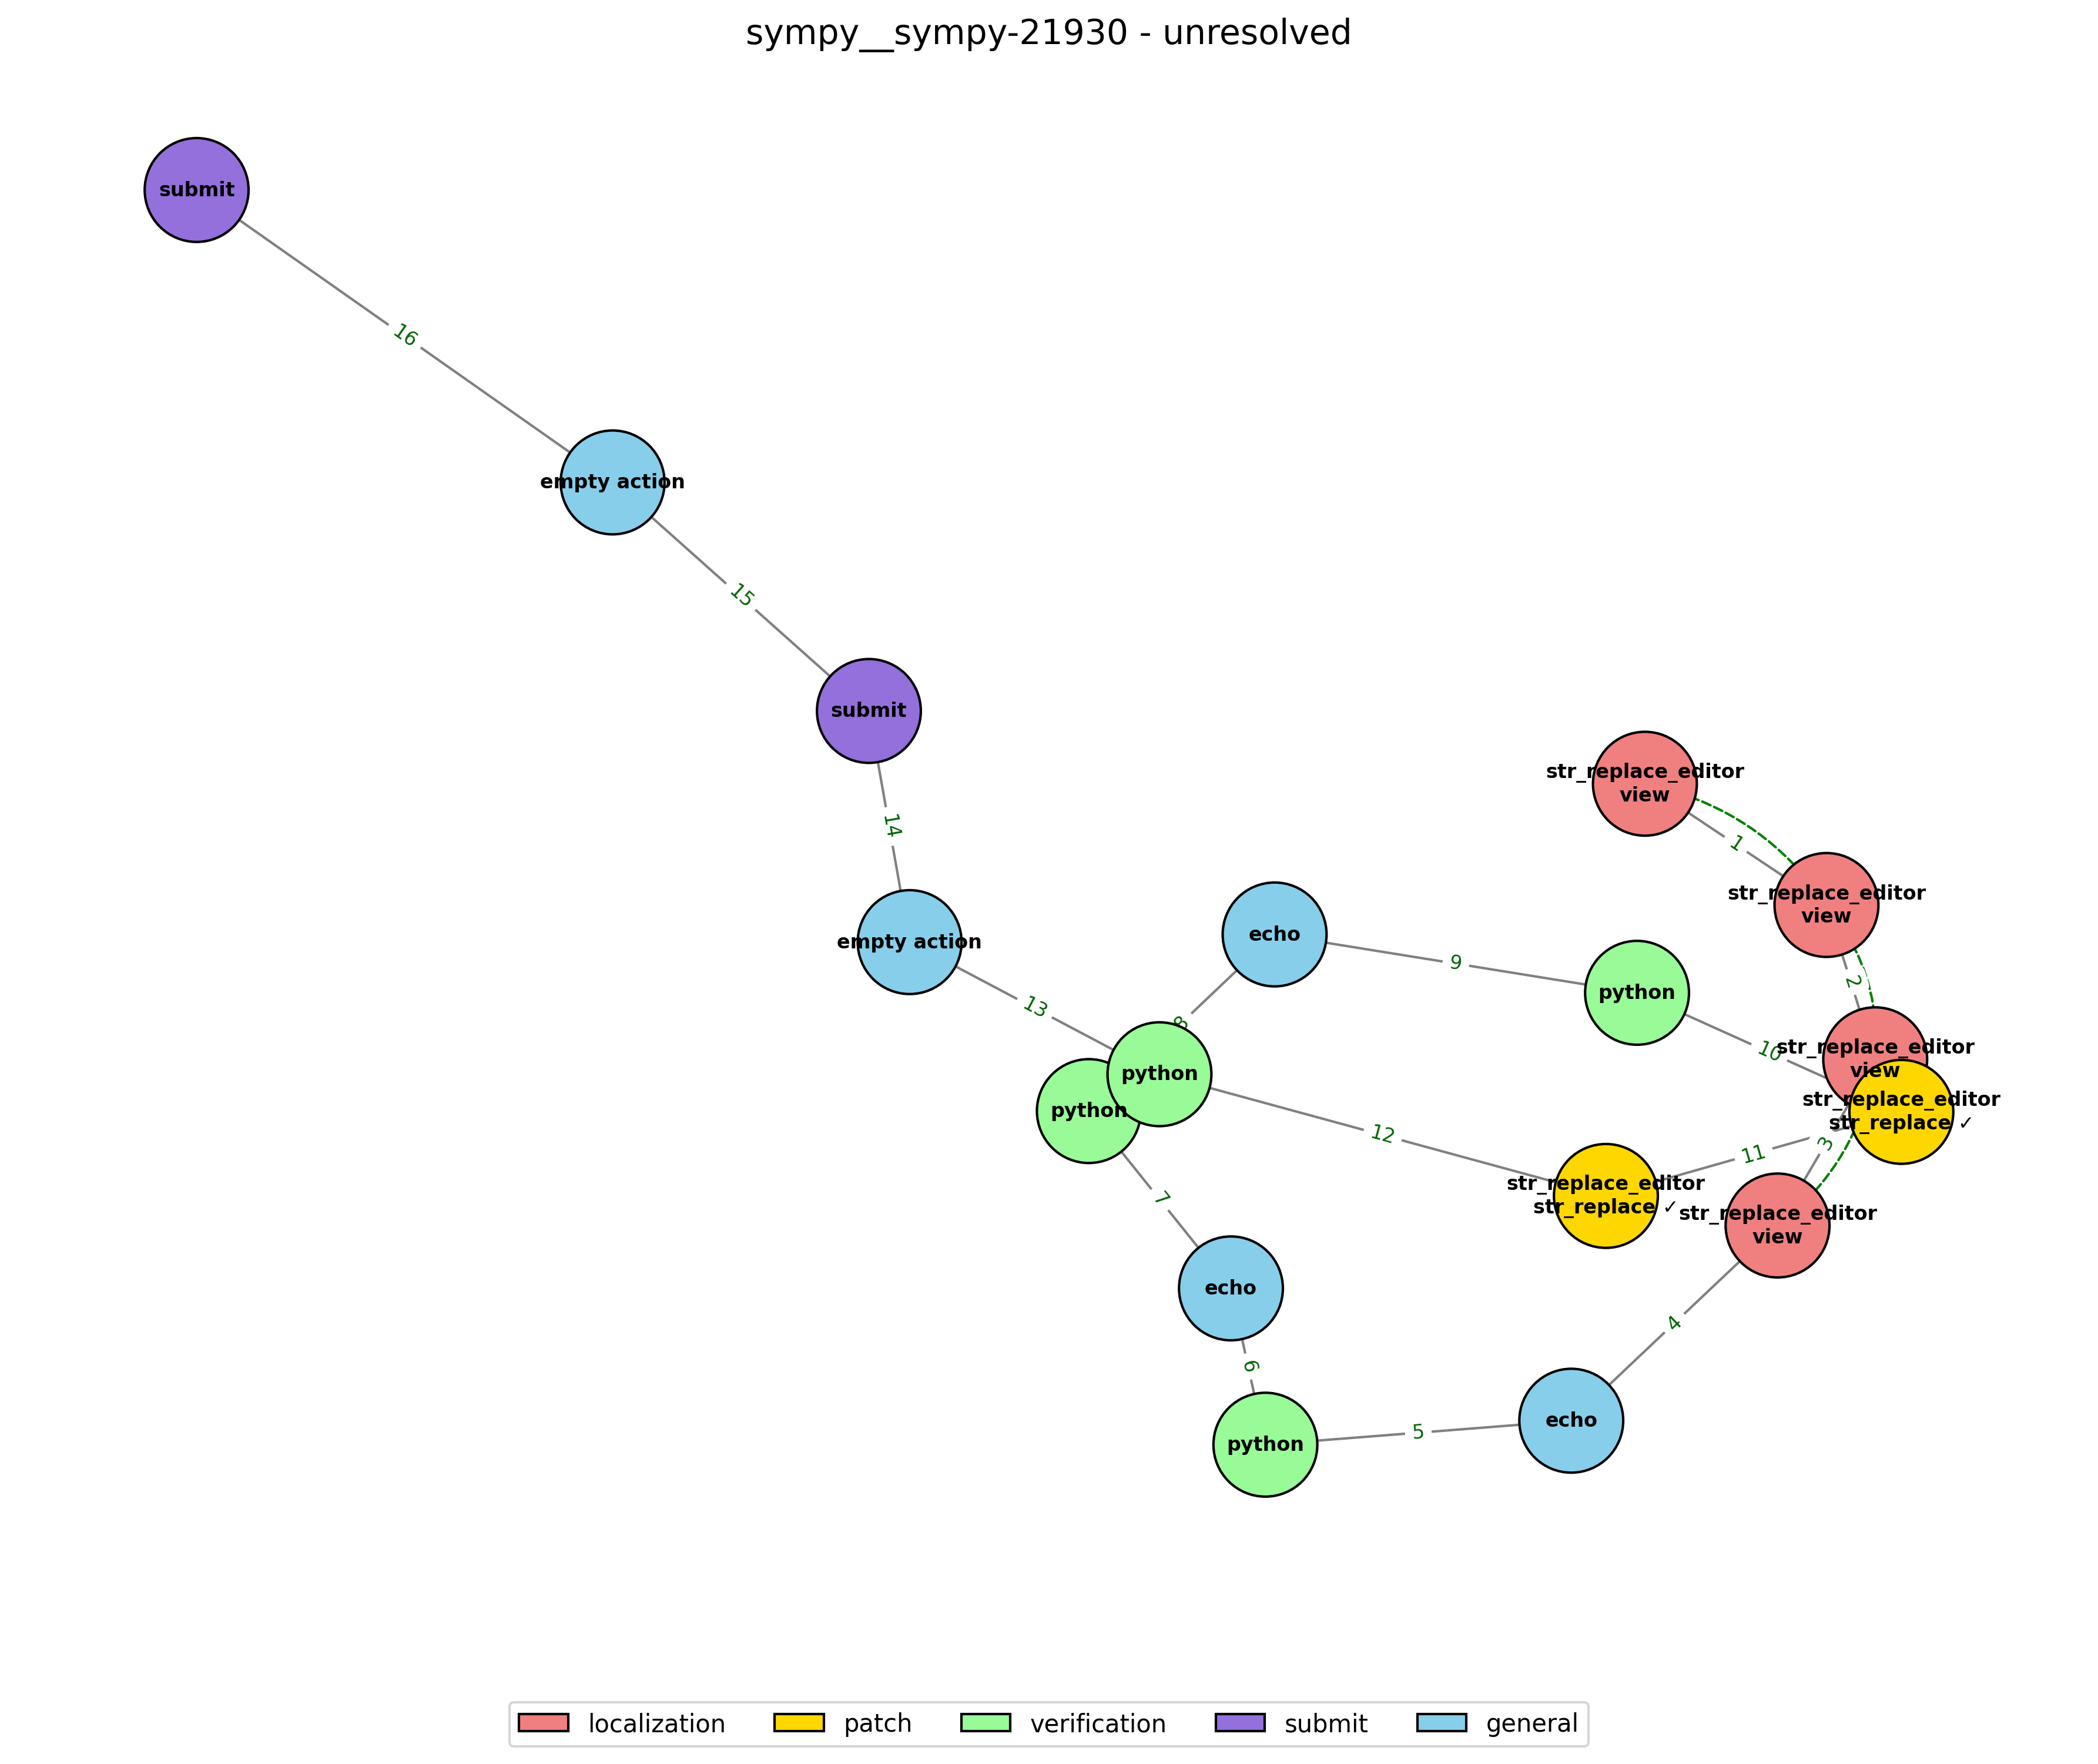 sympy__sympy-21930 - unresolved
submit
16
empty action
15
submit
14
empty action
13
str_replace_editor
view
1
str_replace_editor
view
2
echo
9
python
8
10
str_replace_editor
view
python
python
12
str_replace_editor
str_replace ✓
11
3
str_replace_editor
str_replace ✓
str_replace_editor
view
7
echo
4
6
echo
5
python
localization
patch
verification
submit
general